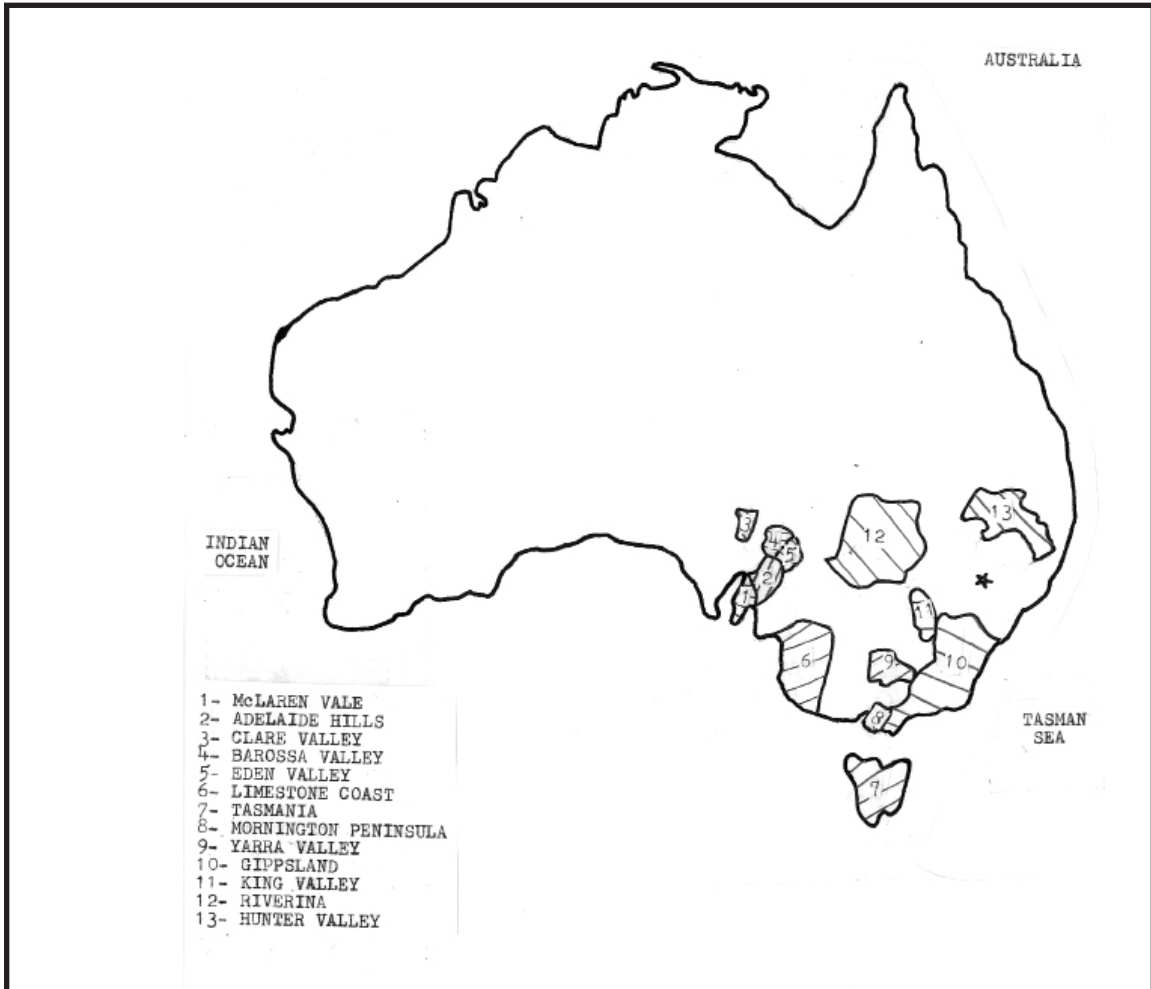 AUSTRALIA
3
13
12
4
5
2
1
11
6
9
10
8
7
INDIAN
OCEAN
TASMAN
SEA
1- McLAREN VALE
2- ADELAIDE HILLS
3- CLARE VALLEY
4- BAROSSA VALLEY
5- EDEN VALLEY
6- LIMESTONE COAST
7- TASMANIA
8- MORNINGTON PENINSULA
9- YARRA VALLEY
10- GIPPSLAND
11- KING VALLEY
12- RIVERINA
13- HUNTER VALLEY